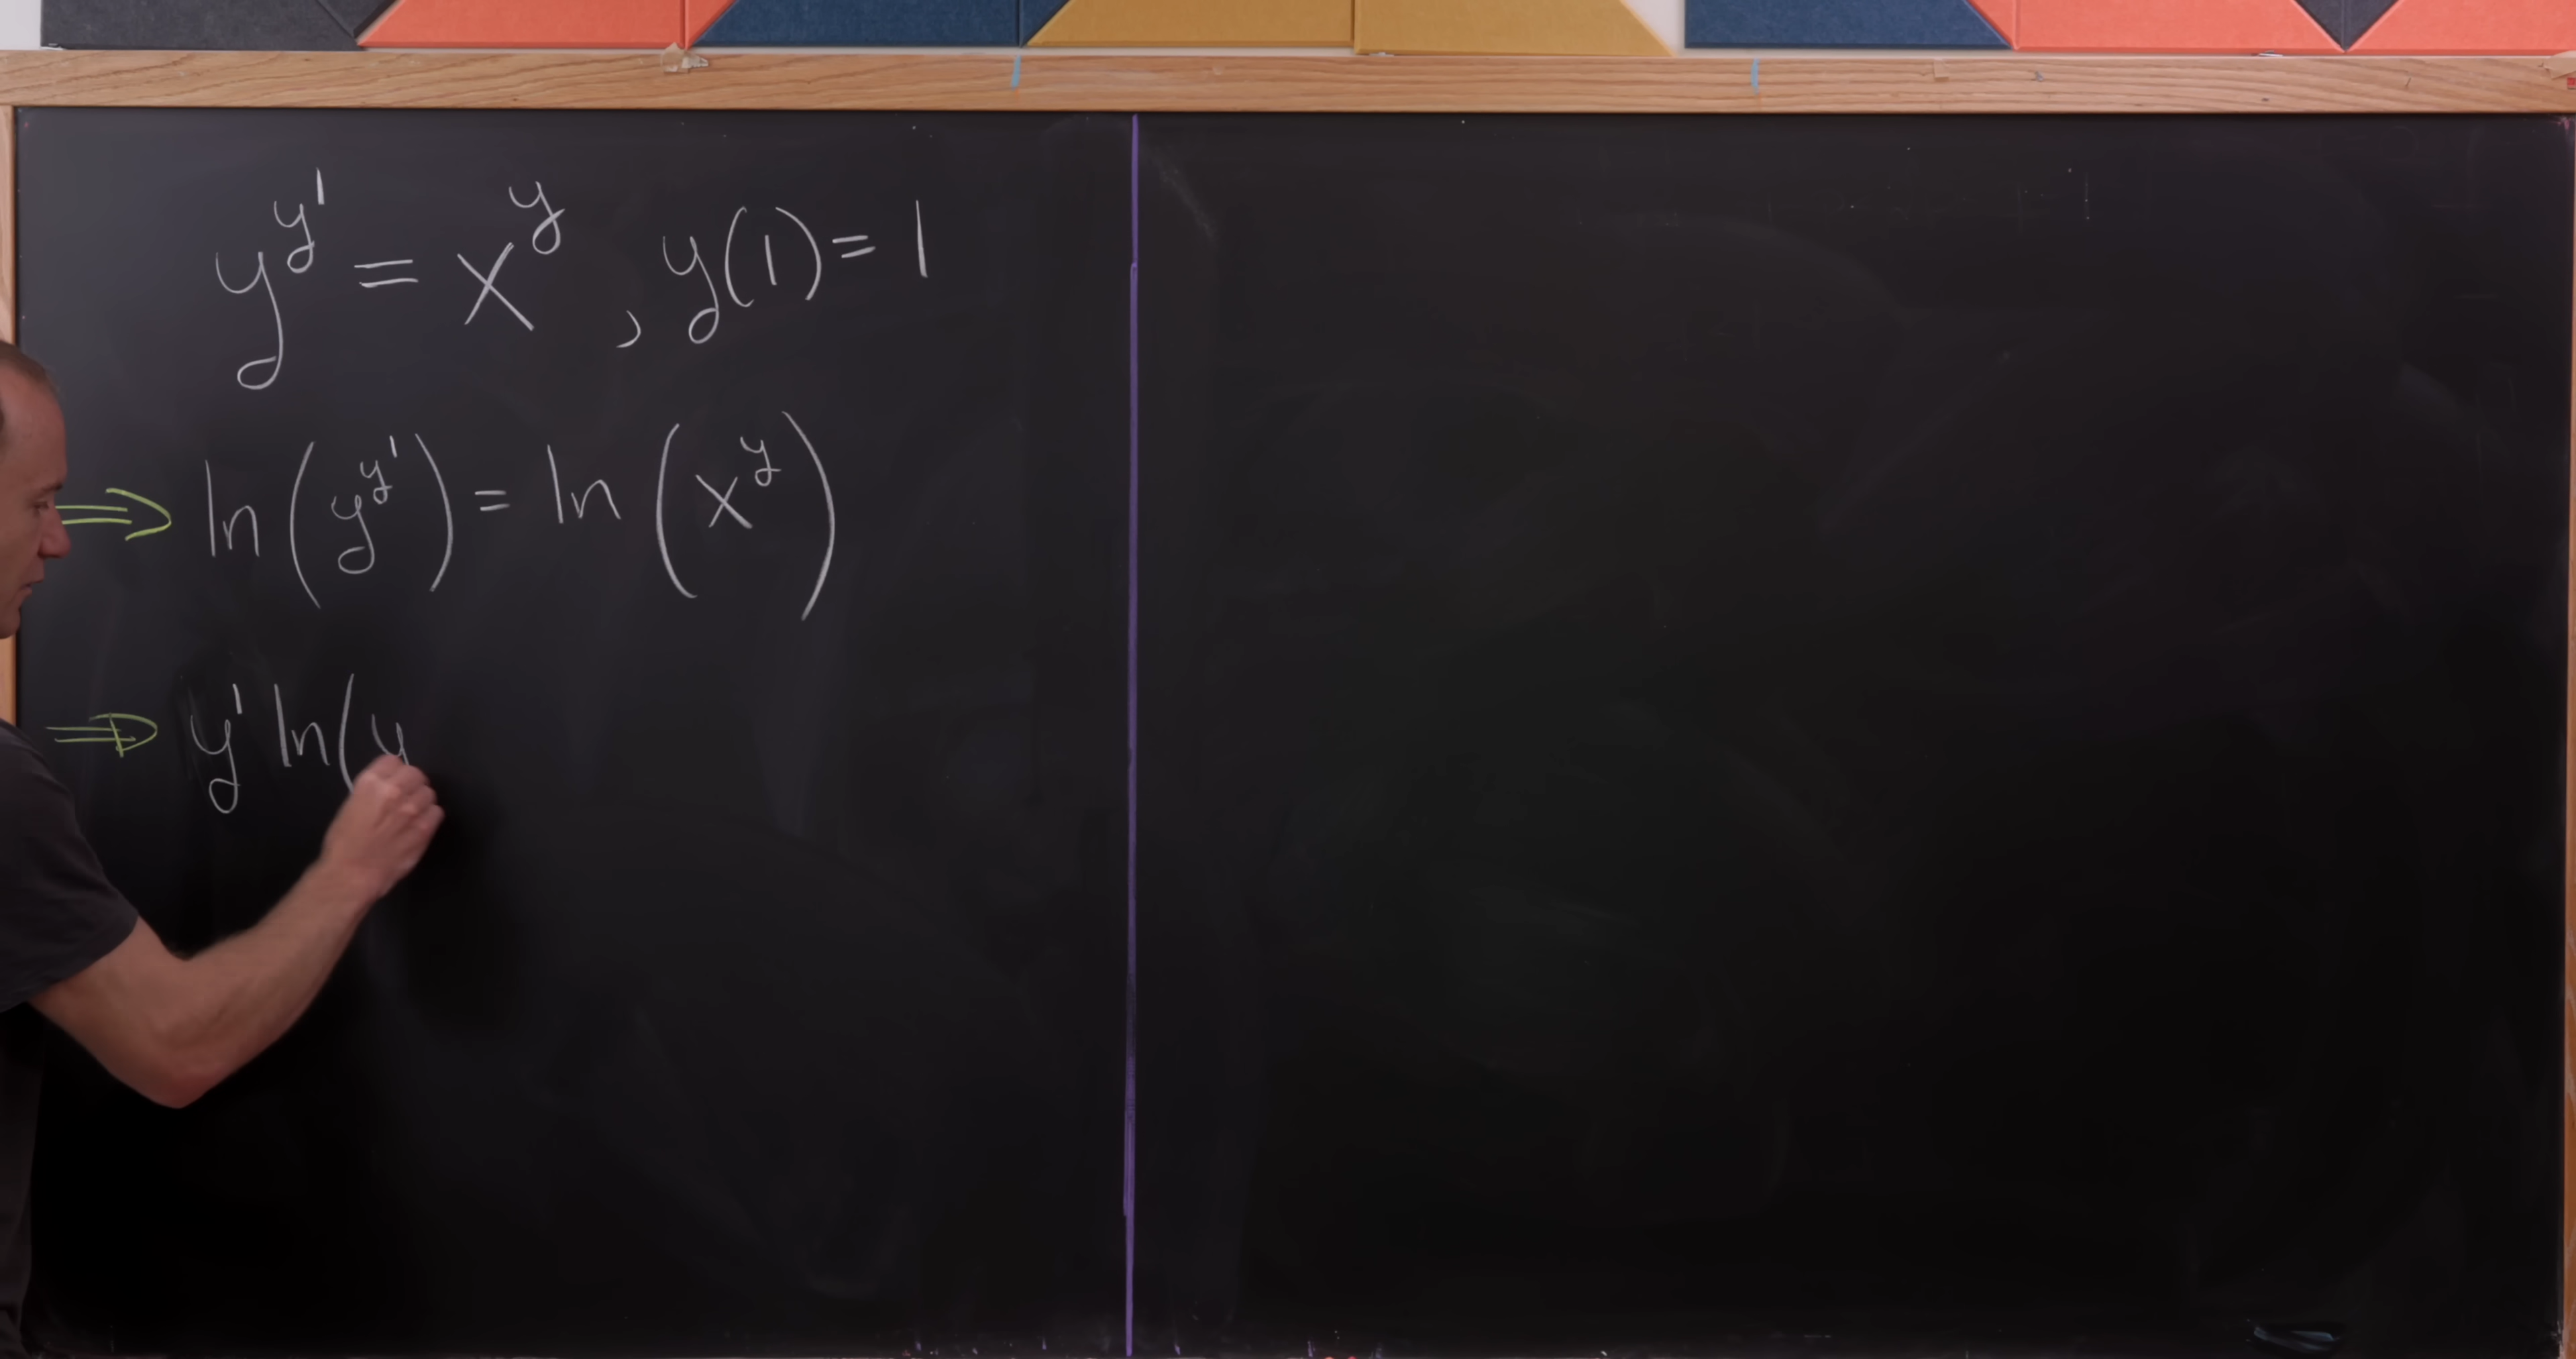 y^{y'} = x^y , y(1) = 1
⇒ ln(y^{y'}) = ln(x^y)
⇒ y' ln(y